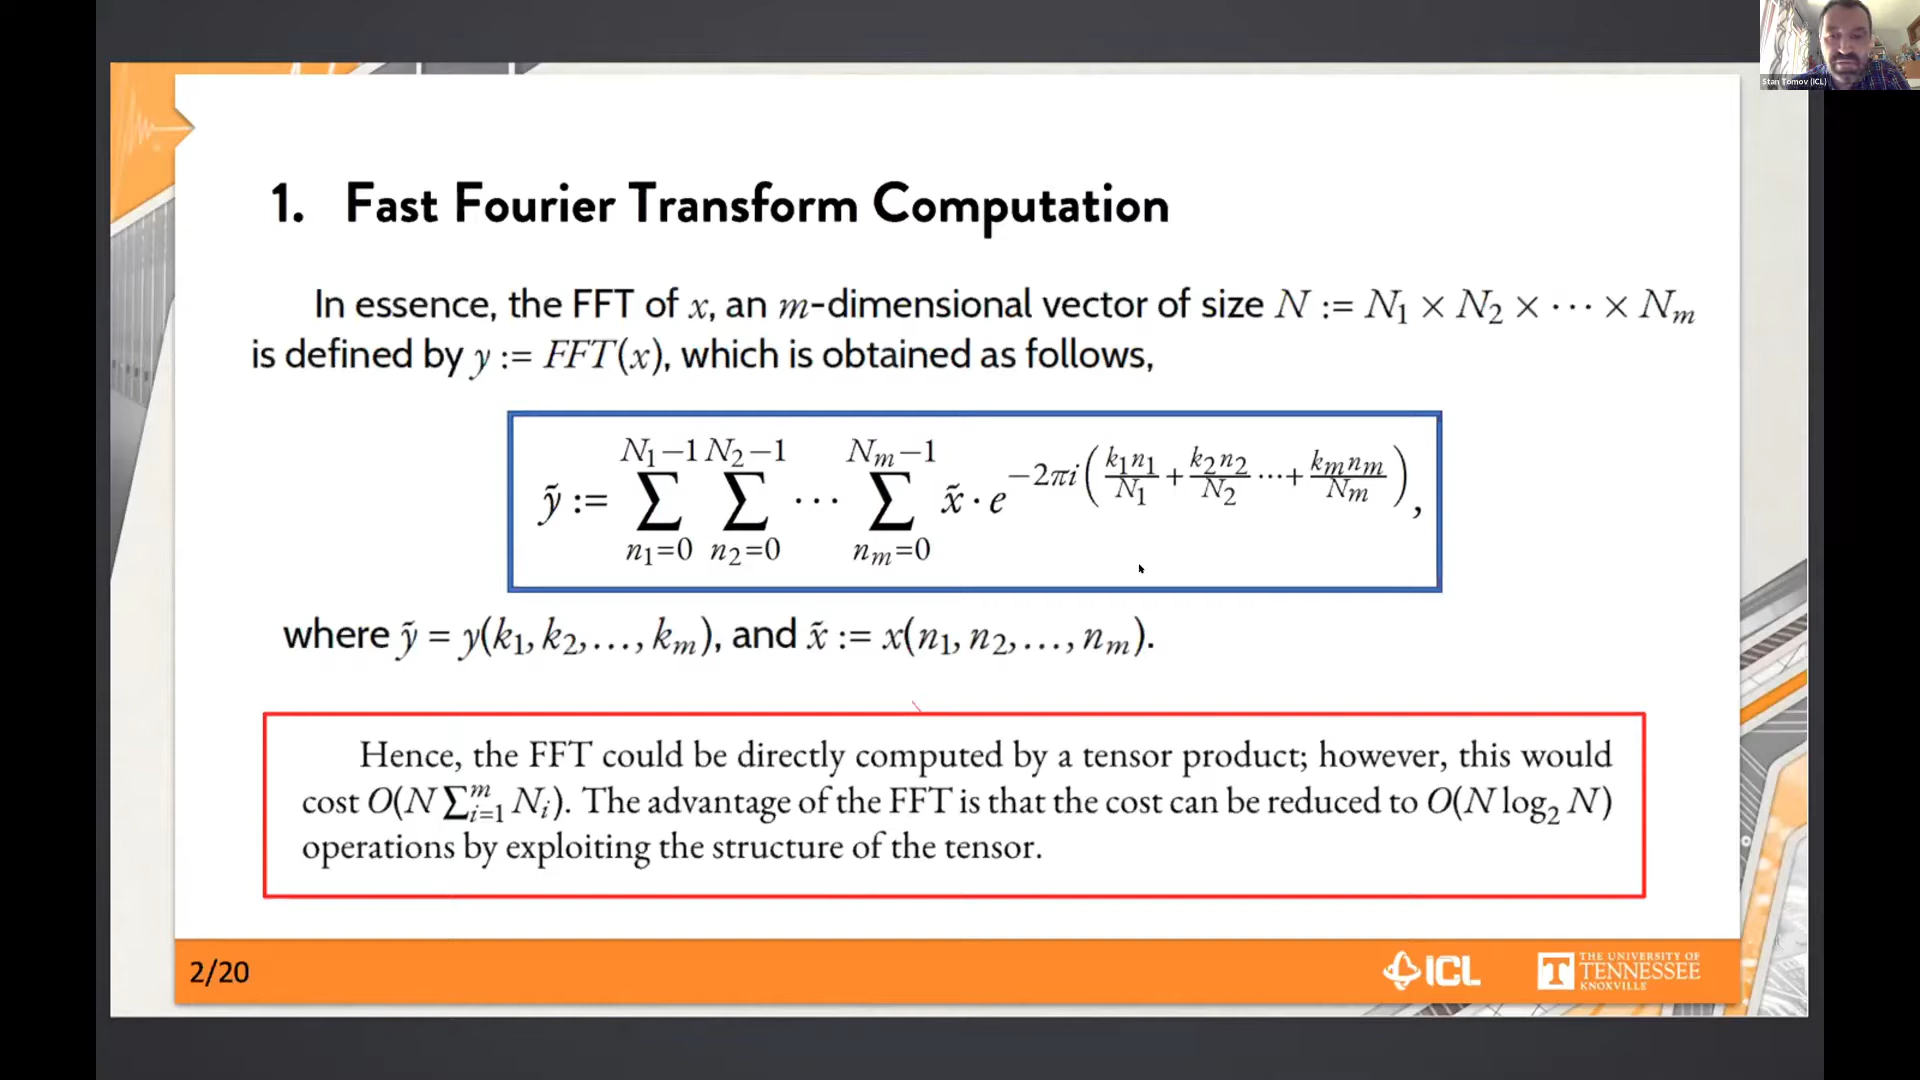 Stan Tomov (ICL)
1. Fast Fourier Transform Computation
In essence, the FFT of x, an m-dimensional vector of size N := N₁ × N₂ × ··· × Nₘ
is defined by y := FFT(x), which is obtained as follows,
ỹ := ∑_{n₁=0}^{N₁−1} ∑_{n₂=0}^{N₂−1} ··· ∑_{nₘ=0}^{Nₘ−1} x̃ · e^{−2πi(k₁n₁/N₁ + k₂n₂/N₂ ···+ kₘnₘ/Nₘ)},
where ỹ = y(k₁, k₂,..., kₘ), and x̃ := x(n₁, n₂,..., nₘ).
Hence, the FFT could be directly computed by a tensor product; however, this would
cost O(N ∑_{i=1}^{m} Nᵢ). The advantage of the FFT is that the cost can be reduced to O(N log₂ N)
operations by exploiting the structure of the tensor.
2/20
ICL
T
THE UNIVERSITY OF
TENNESSEE
KNOXVILLE